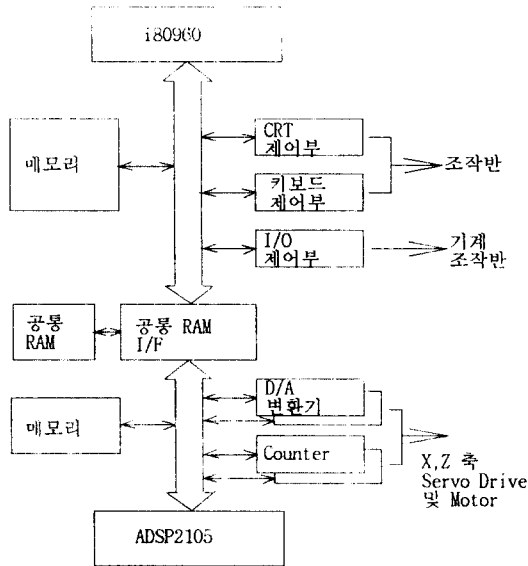 i80960
메모리
CRT
제어부
키보드
제어부
I/O
제어부
조작반
기계
조작반
공통
RAM
공통 RAM
I/F
메모리
D/A
변환기
Counter
X,Z 축
Servo Drive
및 Motor
ADSP2105